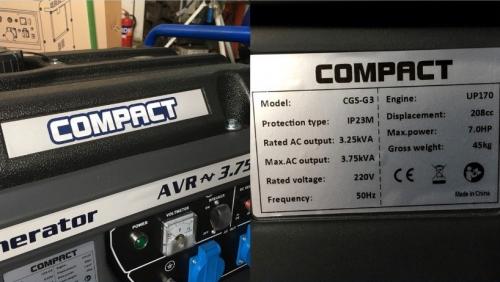 COMPACT
AVR ~ 3.75
nerator
POWER
VOLTMETER
COMPACT
COMPACT
Model: CGS-G3
Protection type: IP23M
Rated AC output: 3.25kVA
Max.AC output: 3.75kVA
Rated voltage: 220V
Frequency: 50Hz
Engine: UP170
Displacement: 208cc
Max.power: 7.0HP
Gross weight: 45kg
CE
Made in China